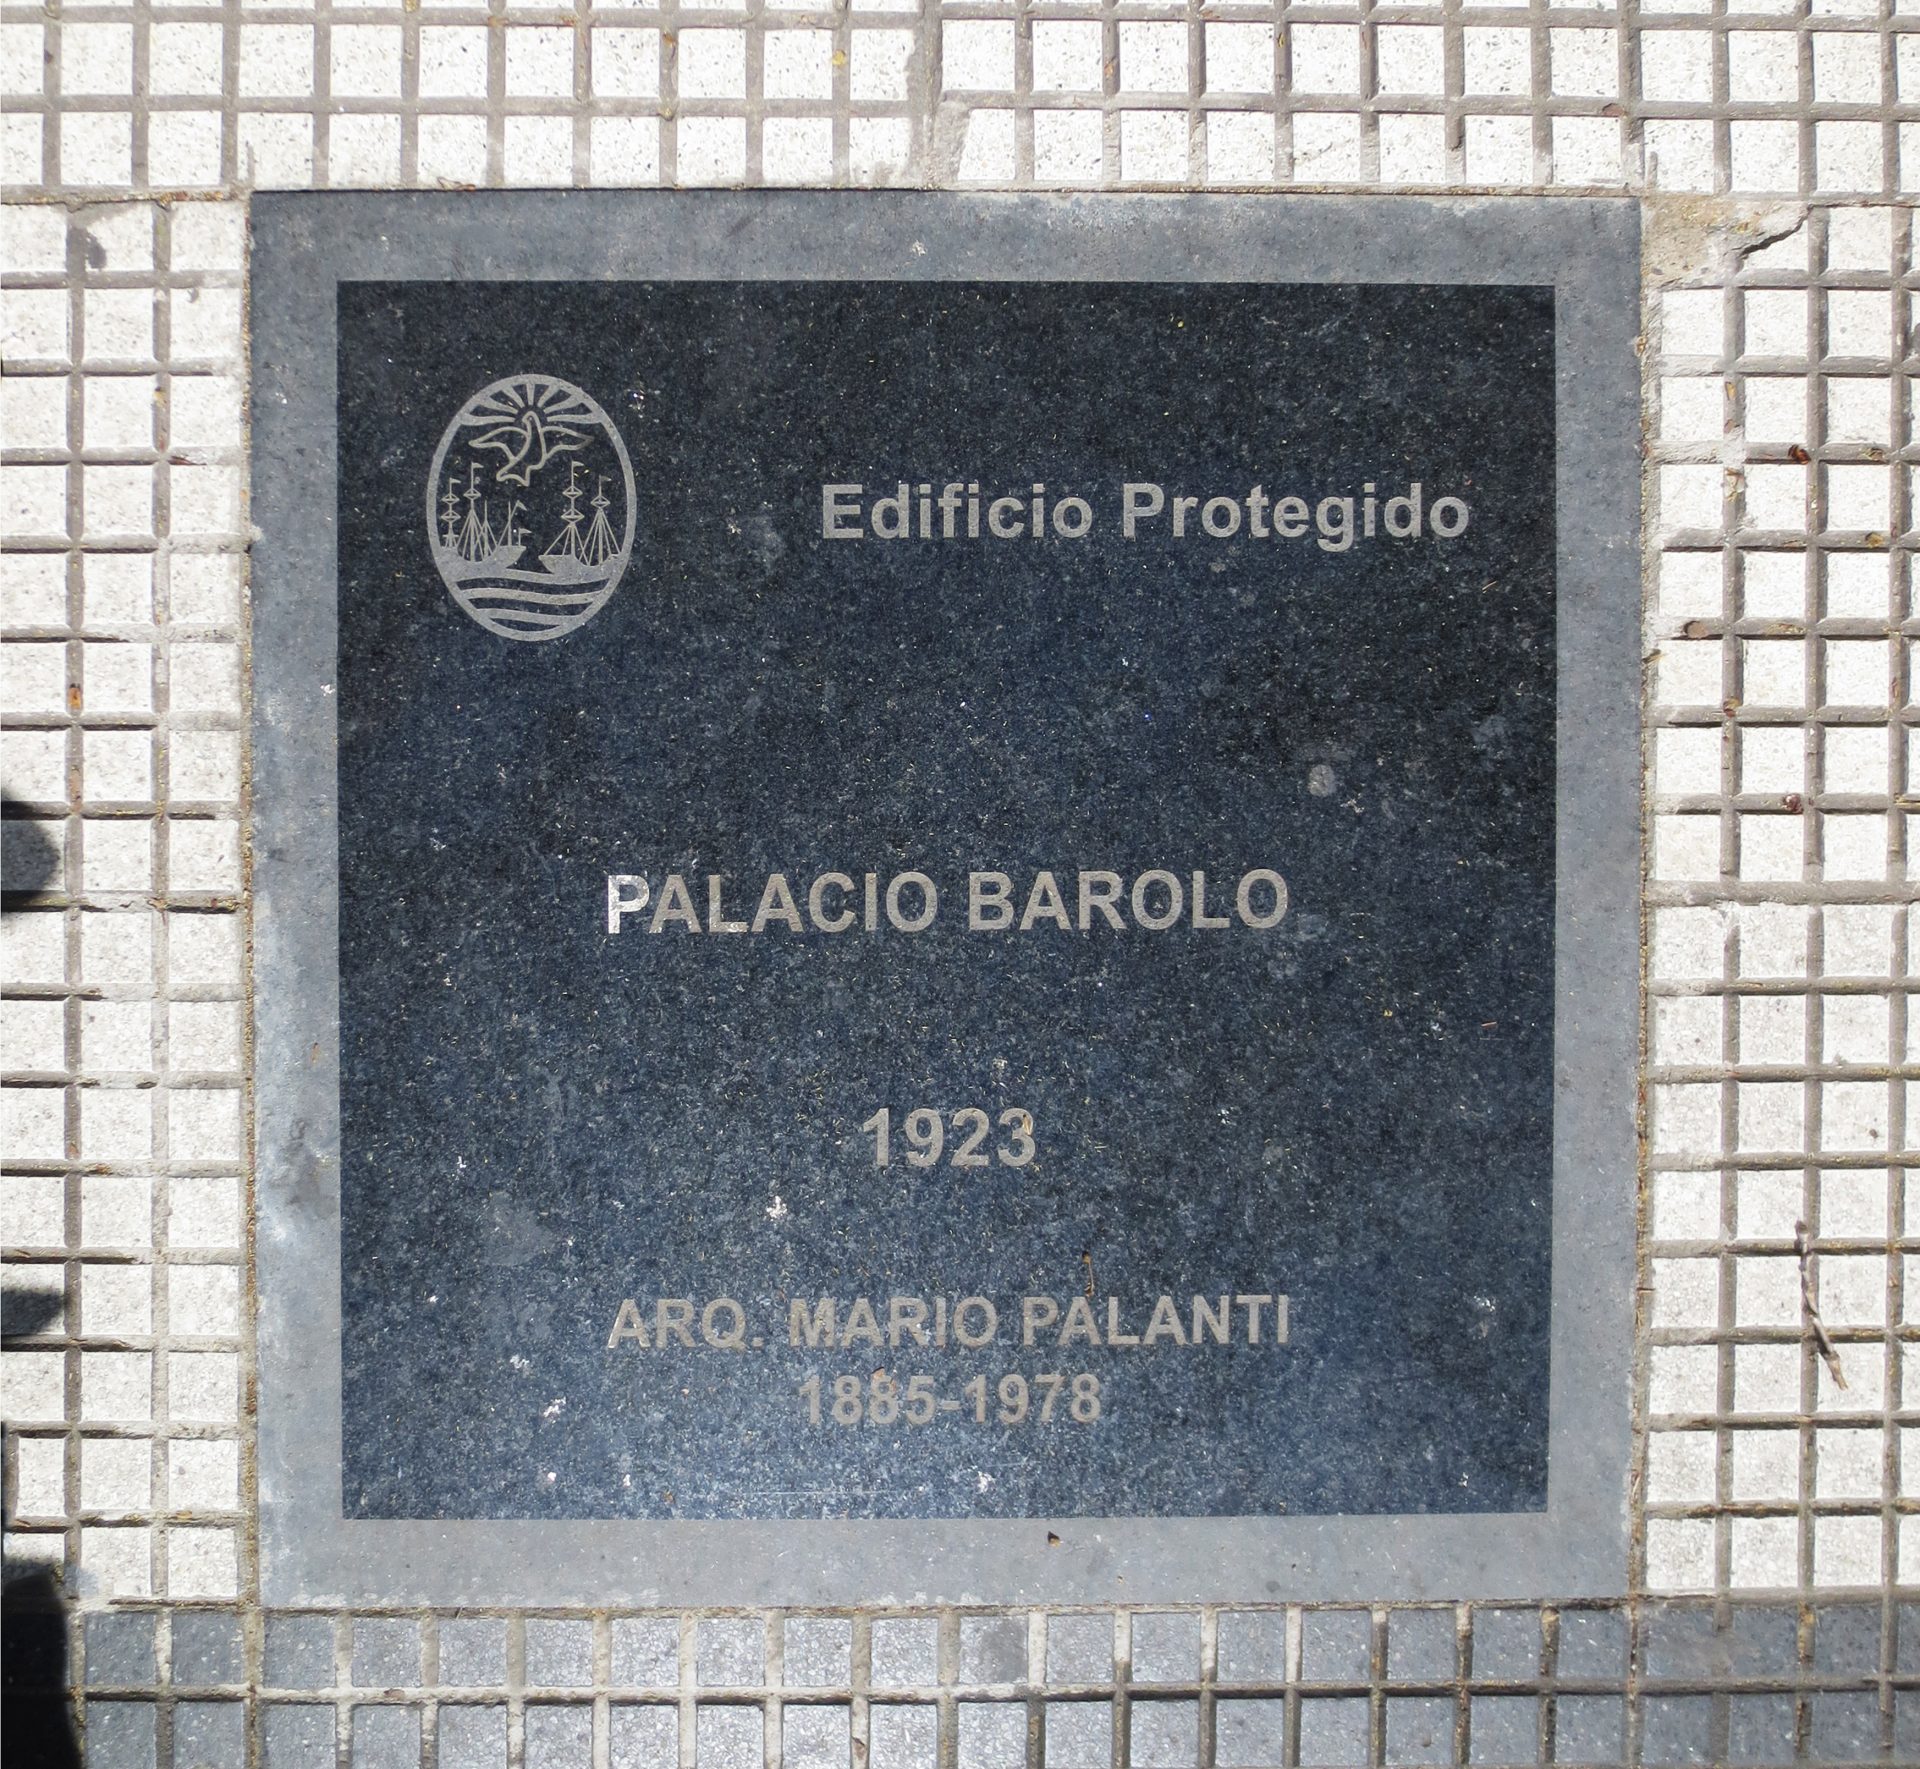 Edificio Protegido
PALACIO BAROLO
1923
ARQ. MARIO PALANTI
1885-1978